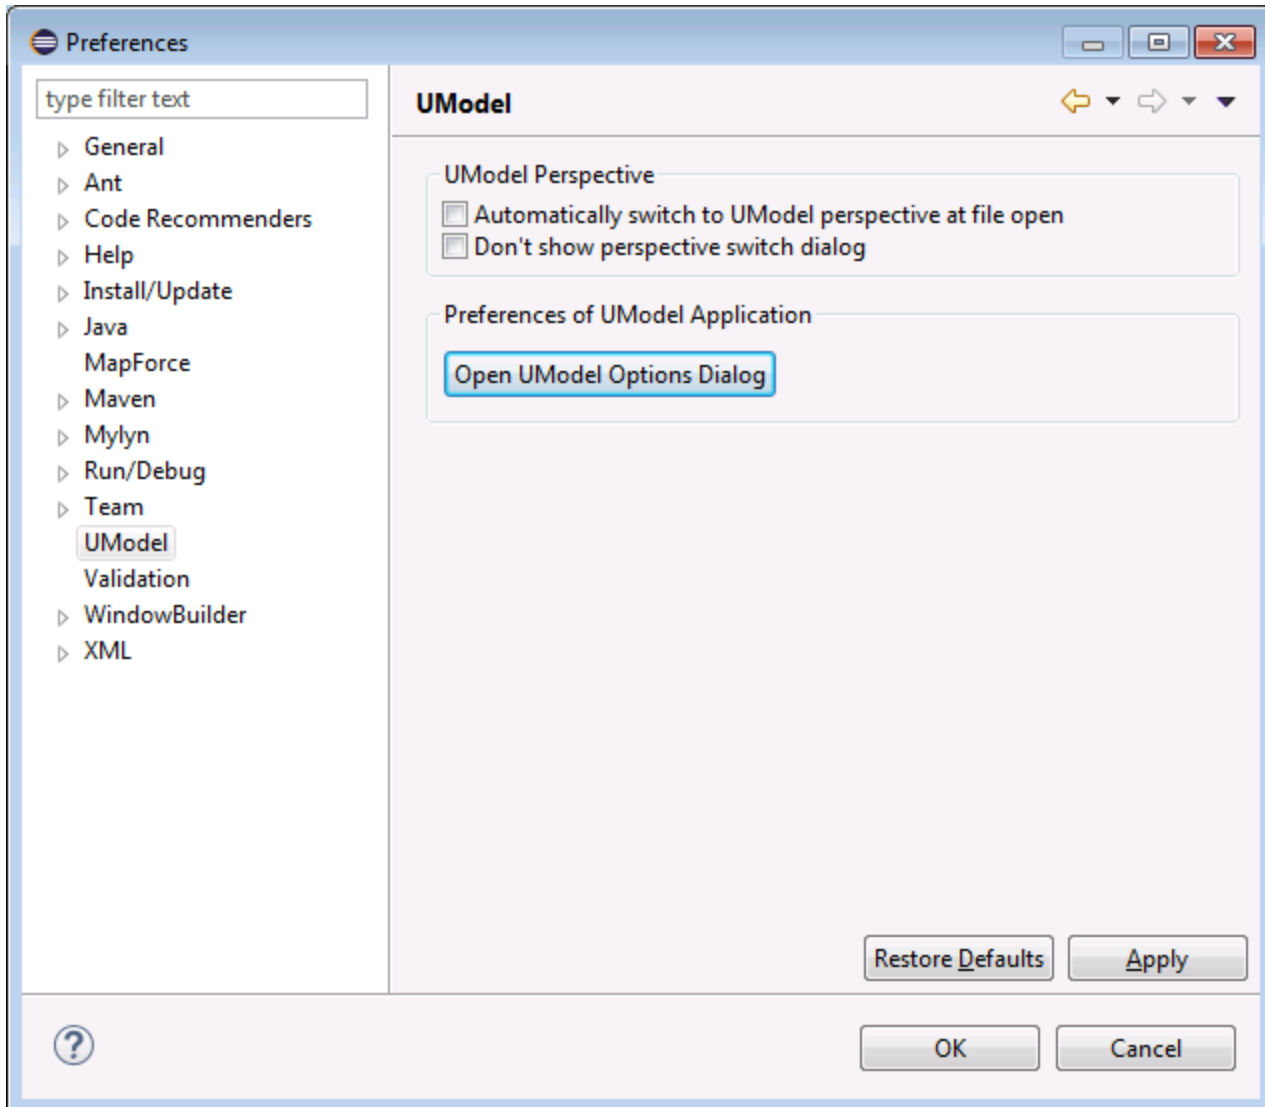 Preferences
type filter text
General
Ant
Code Recommenders
Help
Install/Update
Java
MapForce
Maven
Mylyn
Run/Debug
Team
UModel
Validation
WindowBuilder
XML
UModel
UModel Perspective
Automatically switch to UModel perspective at file open
Don't show perspective switch dialog
Preferences of UModel Application
Open UModel Options Dialog
Restore Defaults
Apply
?
OK
Cancel